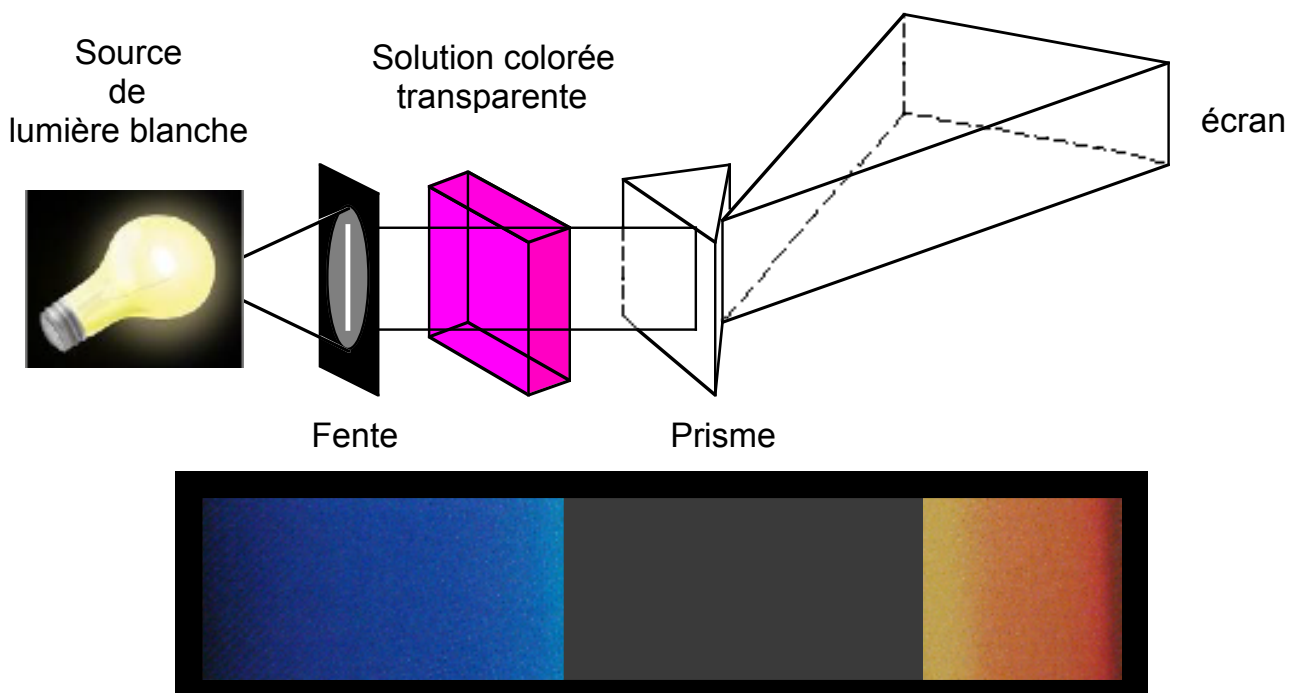 Source
de
lumière blanche
Solution colorée
transparente
écran
Fente
Prisme